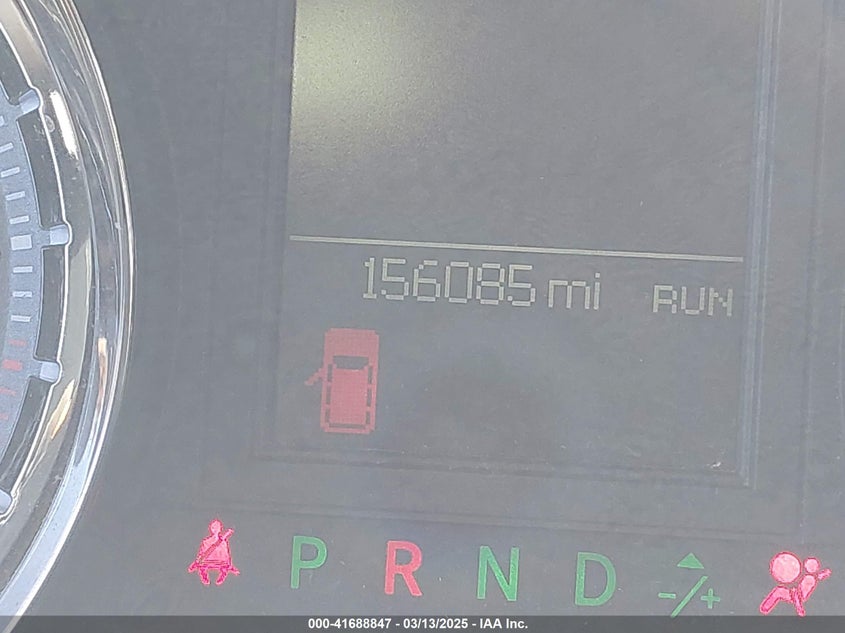 156085 mi RUN
P R N D -/+
000-41688847 - 03/13/2025 - IAA Inc.